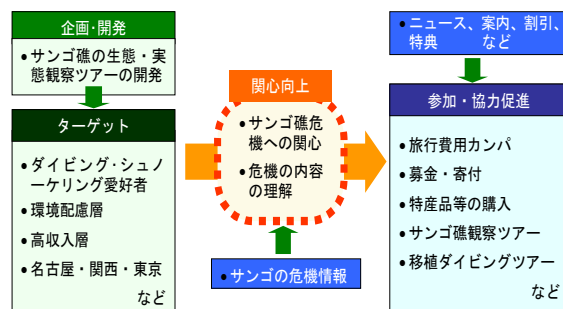 企画・開発
•サンゴ礁の生態・実
態観察ツアーの開発
ターゲット
•ダイビング・シュノ
ーケリング愛好者
•環境配慮層
•高収入層
•名古屋・関西・東京
など
関心向上
•サンゴ礁危
機への関心
•危機の内容
の理解
•サンゴの危機情報
•ニュース、案内、割引、
特典 など
参加・協力促進
•旅行費用カンパ
•募金・寄付
•特産品等の購入
•サンゴ礁観察ツアー
•移植ダイビングツアー
など